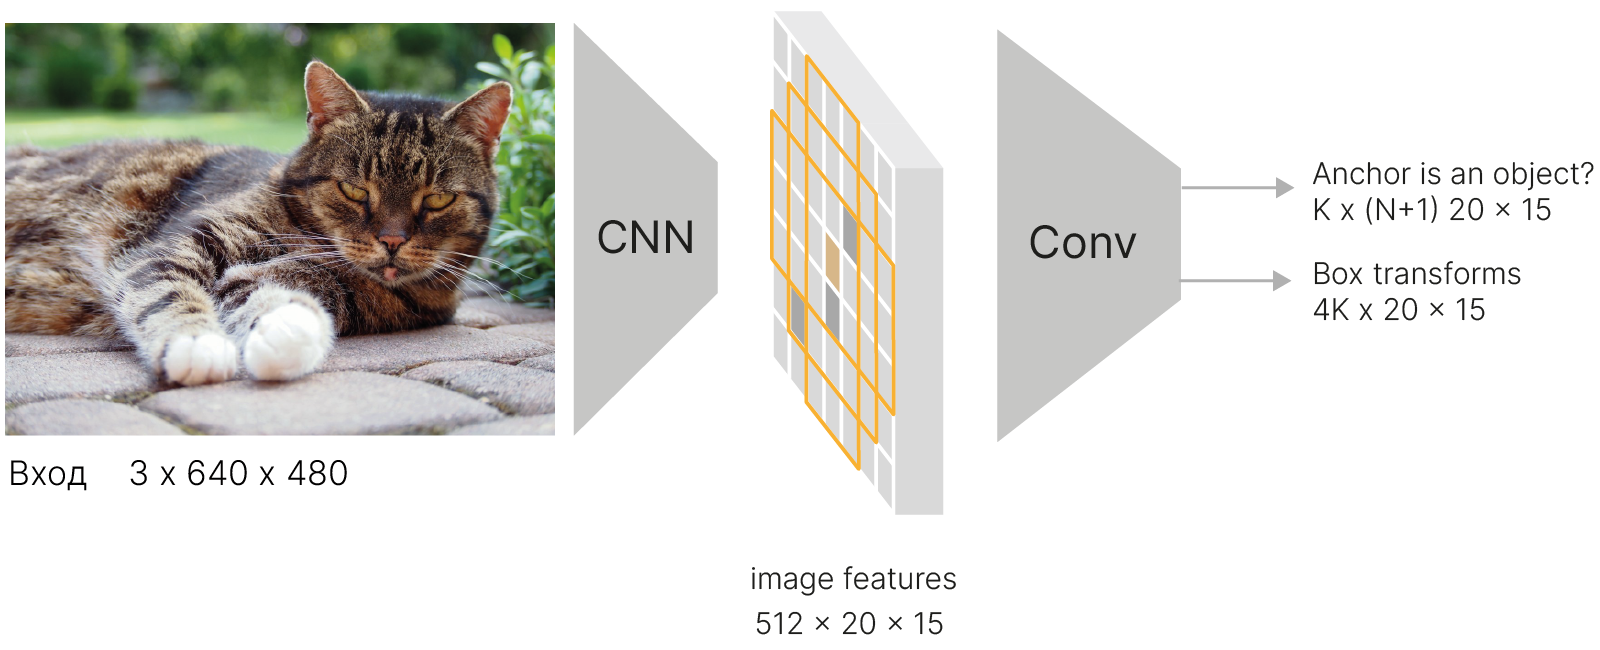 CNN
Conv
Anchor is an object?
K x (N+1) 20 × 15
Box transforms
4K x 20 × 15
Вход 3 x 640 x 480
image features
512 × 20 × 15